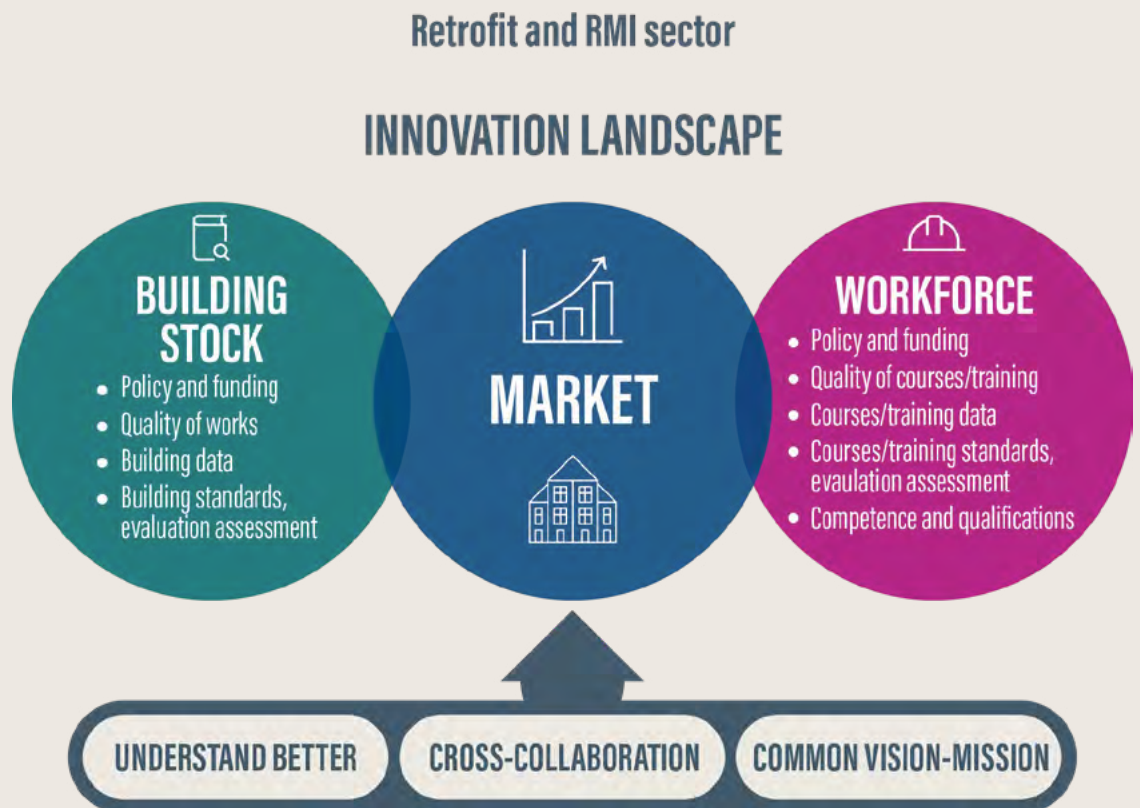 Retrofit and RMI sector
INNOVATION LANDSCAPE
BUILDING
STOCK
• Policy and funding
• Quality of works
• Building data
• Building standards,
evaluation assessment
MARKET
WORKFORCE
• Policy and funding
• Quality of courses/training
• Courses/training data
• Courses/training standards,
evaulation assessment
• Competence and qualifications
UNDERSTAND BETTER
CROSS-COLLABORATION
COMMON VISION-MISSION